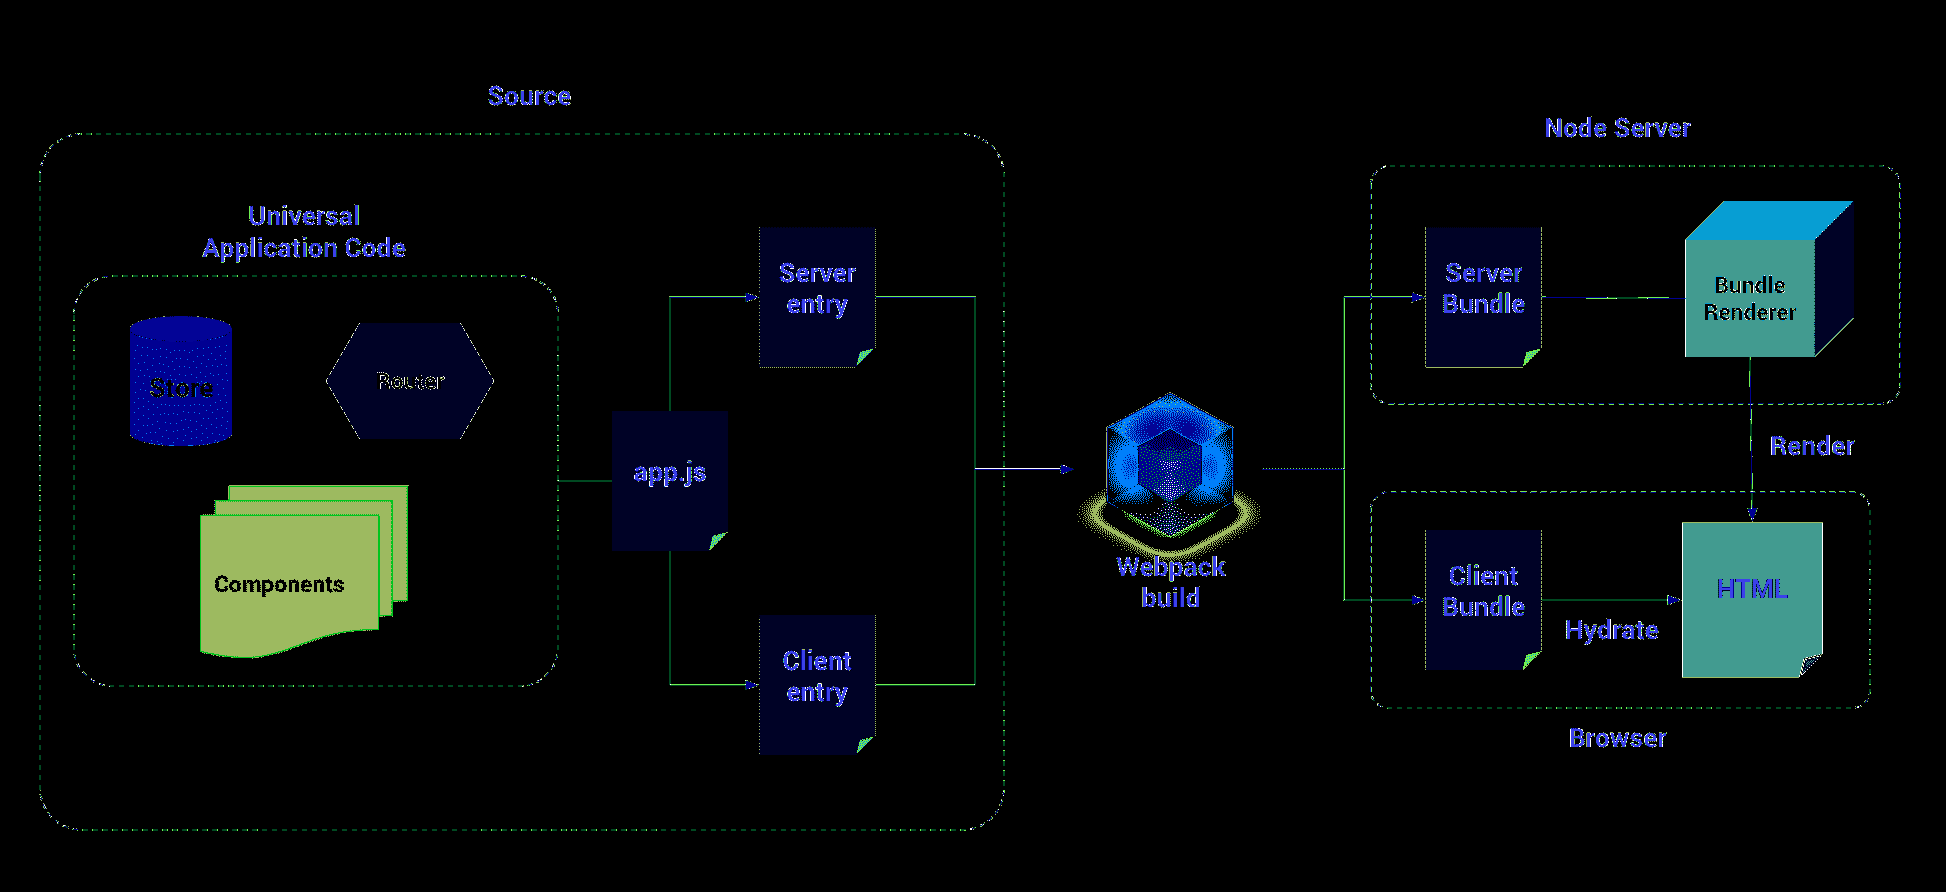 Source
Universal
Application Code
Store
Router
Components
app.js
Server
entry
Client
entry
Webpack
build
Node Server
Server
Bundle
Bundle
Renderer
Render
Client
Bundle
Hydrate
HTML
Browser